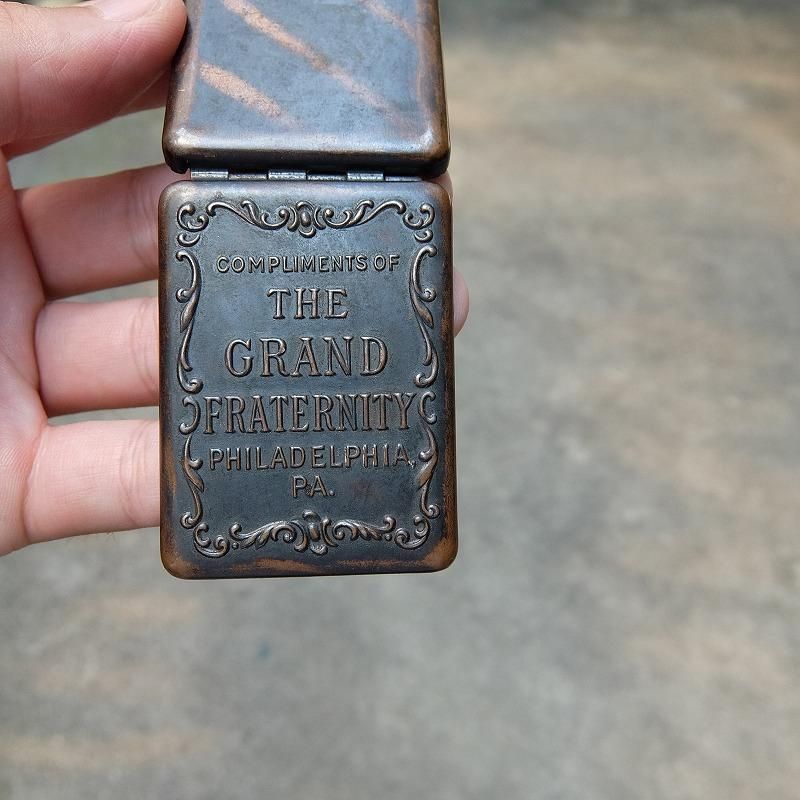 COMPLIMENTS OF
THE
GRAND
FRATERNITY
PHILADELPHIA,
PA.